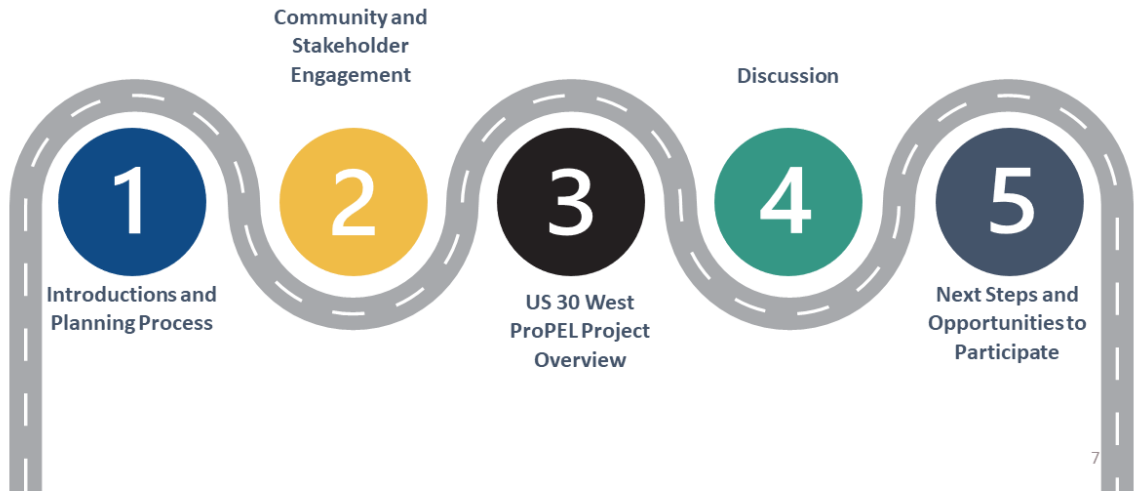 1
Introductions and
Planning Process
Community and
Stakeholder
Engagement
2
3
US 30 West
ProPEL Project
Overview
Discussion
4
5
Next Steps and
Opportunities to
Participate
7